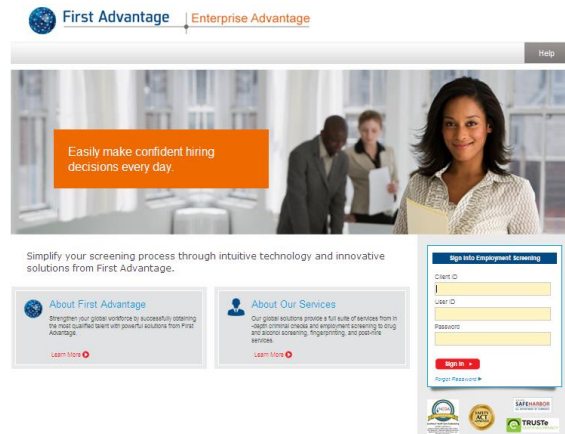 First Advantage Enterprise Advantage
Help
Easily make confident hiring
decisions every day.
Simplify your screening process through intuitive technology and innovative
solutions from First Advantage.
About First Advantage
Strengthen your global workforce by successfully obtaining
the most qualified talent with powerful solutions from First
Advantage
Learn More
About Our Services
Our global solutions provide a full suite of services from in
-depth criminal checks and employment screening to drug
and alcohol screening, fingerprinting, and post-hire
services.
Learn More
Sign Into Employment Screening
Client ID
User ID
Password
Sign In
Forgot Password
SAFEHARBOR
SAFETY
ACT
TRUSTe